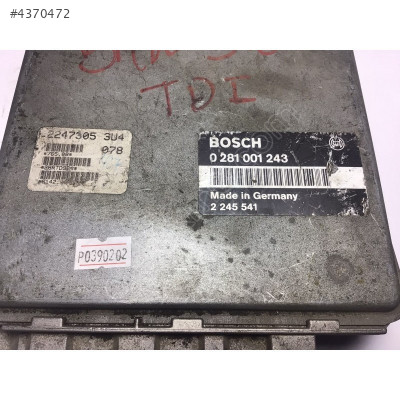 #4370472
TDI
2247305 3U4
078
BOSCH
0 281 001 243
Made in Germany
2 245 541
P0390202